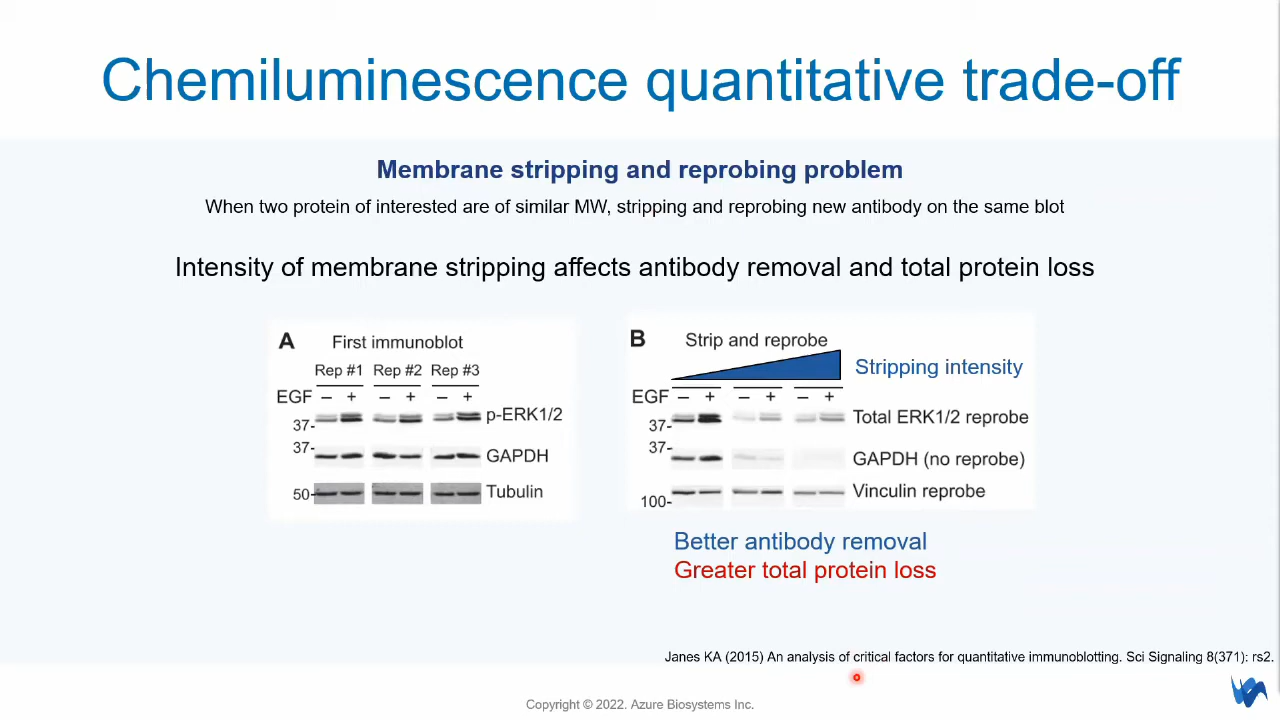 Chemiluminescence quantitative trade-off
Membrane stripping and reprobing problem
When two protein of interested are of similar MW, stripping and reprobing new antibody on the same blot
Intensity of membrane stripping affects antibody removal and total protein loss
A First immunoblot
Rep #1 Rep #2 Rep #3
EGF – + – + – +
37- p-ERK1/2
37- GAPDH
50- Tubulin
B Strip and reprobe
Stripping intensity
EGF – + – + – +
37- Total ERK1/2 reprobe
37- GAPDH (no reprobe)
100- Vinculin reprobe
Better antibody removal
Greater total protein loss
Janes KA (2015) An analysis of critical factors for quantitative immunoblotting. Sci Signaling 8(371): rs2.
Copyright © 2022. Azure Biosystems Inc.